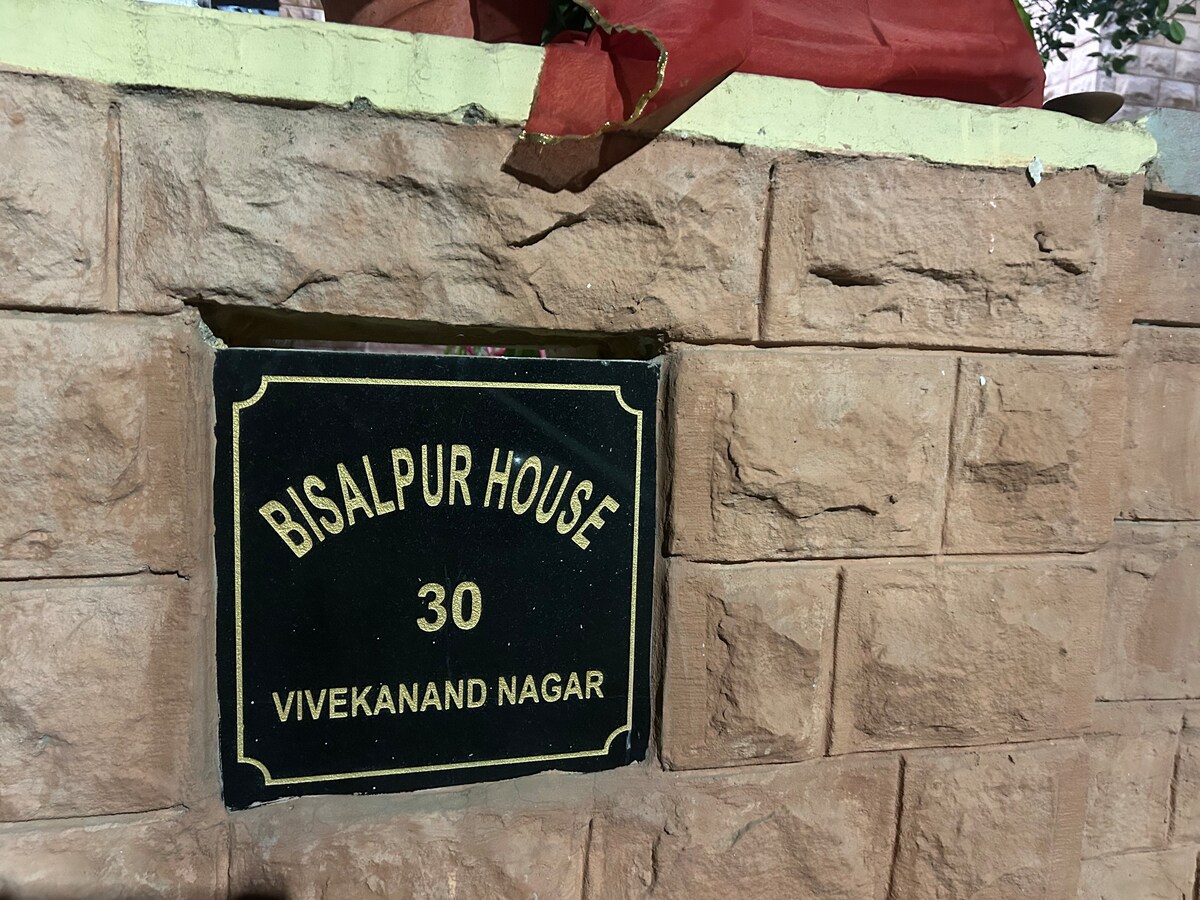 BISALPUR HOUSE
30
VIVEKANAND NAGAR